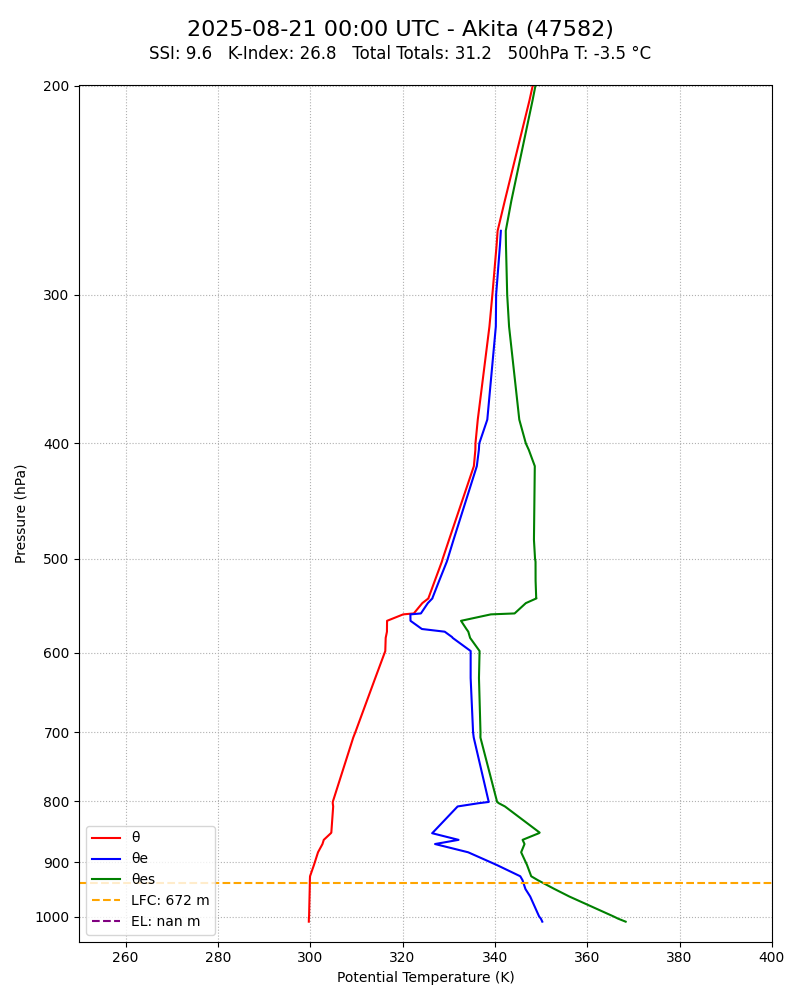 2025-08-21 00:00 UTC - Akita (47582)
SSI: 9.6 K-Index: 26.8 Total Totals: 31.2 500hPa T: -3.5 °C
200
300
400
500
600
700
800
900
1000
Pressure (hPa)
θ
θe
θes
LFC: 672 m
EL: nan m
260 280 300 320 340 360 380 400
Potential Temperature (K)